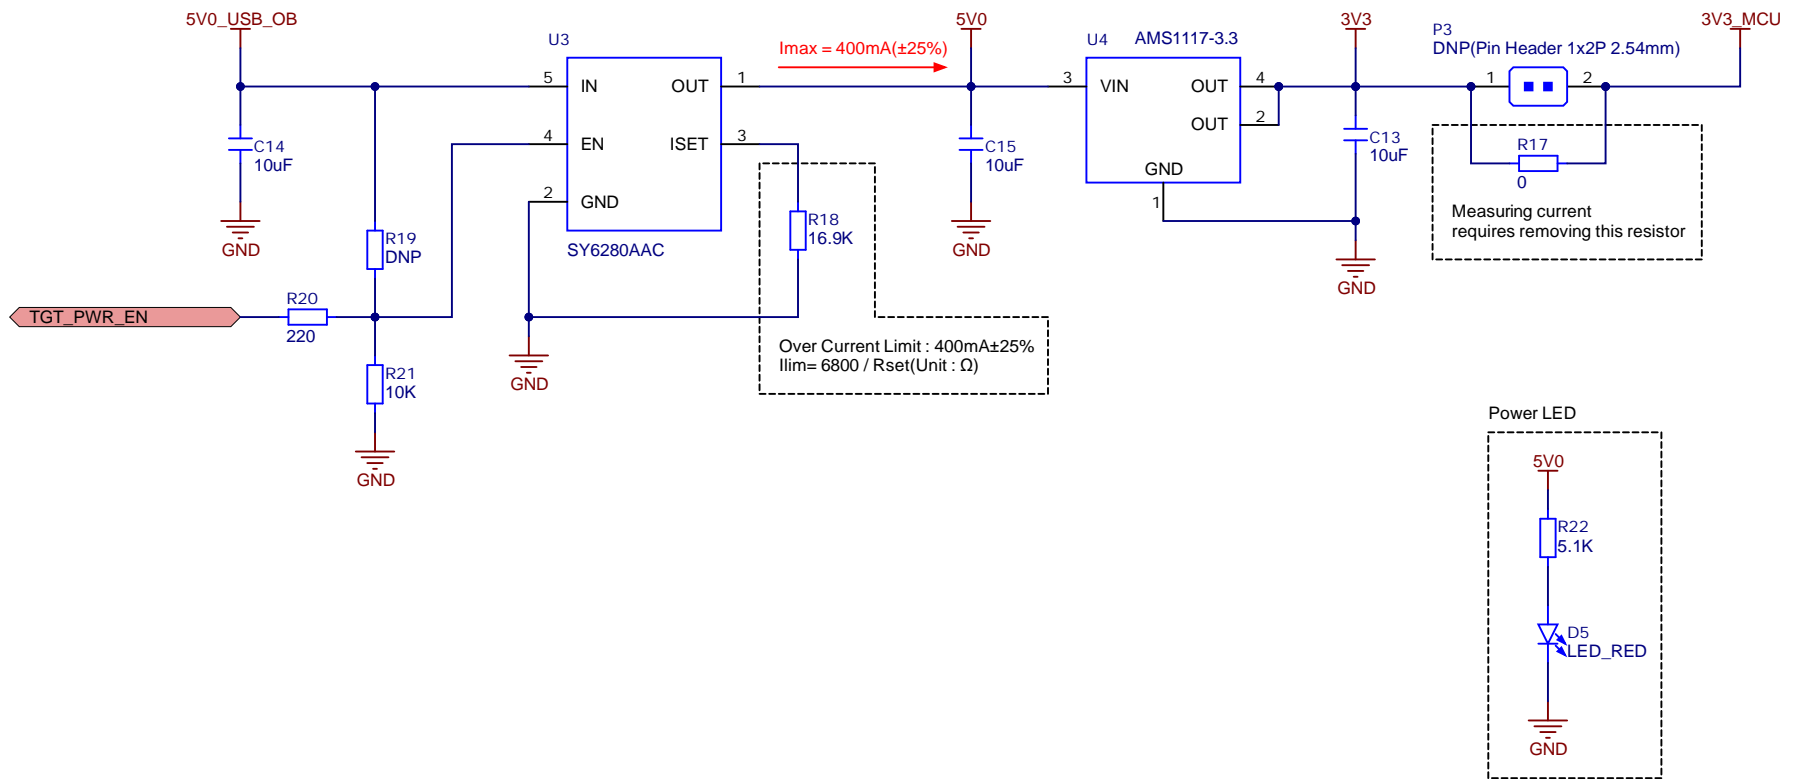 5V0_USB_OB
5V0
3V3
3V3_MCU
U3
Imax = 400mA(±25%)
U4
AMS1117-3.3
P3
DNP(Pin Header 1x2P 2.54mm)
5
IN
OUT
1
3
VIN
OUT
4
1
2
OUT
2
C14
10uF
4
EN
ISET
3
C15
10uF
C13
10uF
R17
0
GND
1
2
GND
R18
16.9K
Measuring current
requires removing this resistor
GND
R19
DNP
SY6280AAC
GND
GND
TGT_PWR_EN
R20
220
Over Current Limit : 400mA±25%
Ilim= 6800 / Rset(Unit : Ω)
R21
10K
GND
GND
Power LED
5V0
R22
5.1K
D5
LED_RED
GND